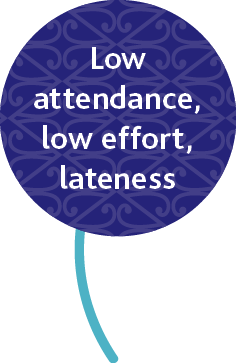 Low
attendance,
low effort,
lateness